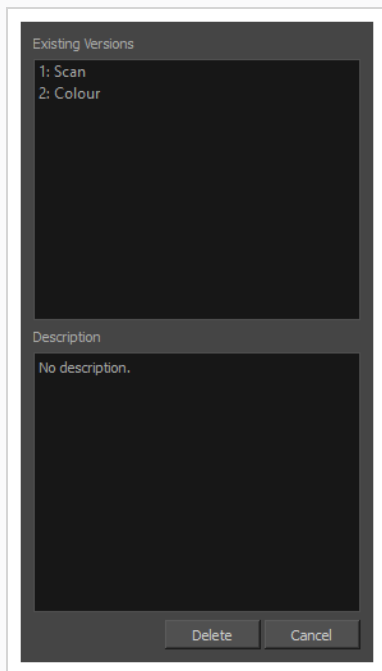 Existing Versions
1: Scan
2: Colour
Description
No description.
Delete Cancel